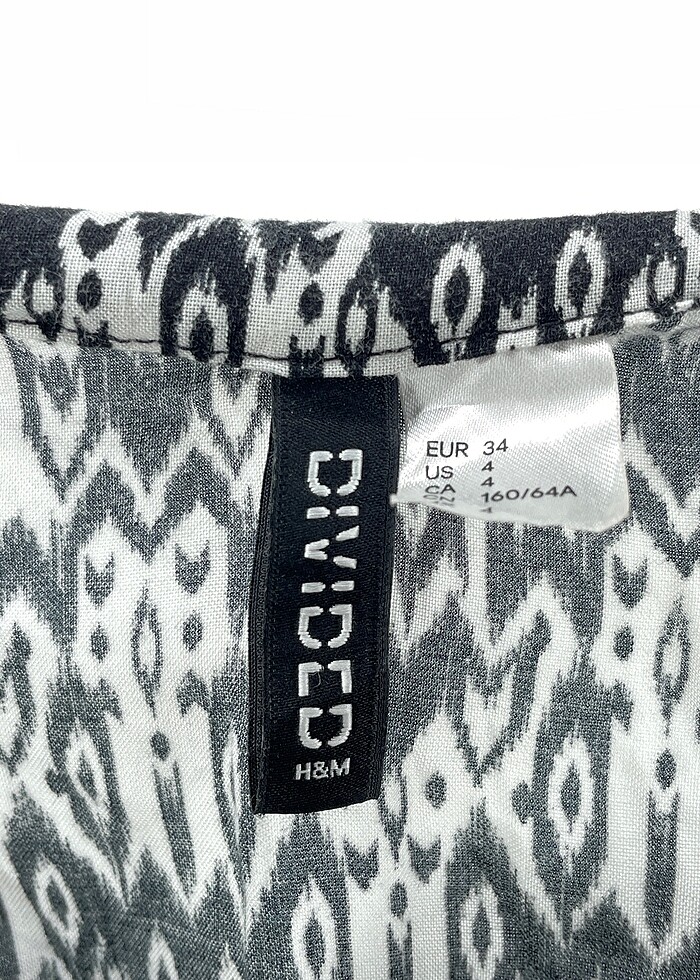 DIVIDED
H&M
EUR 34
US 4
CA 4
160/64A